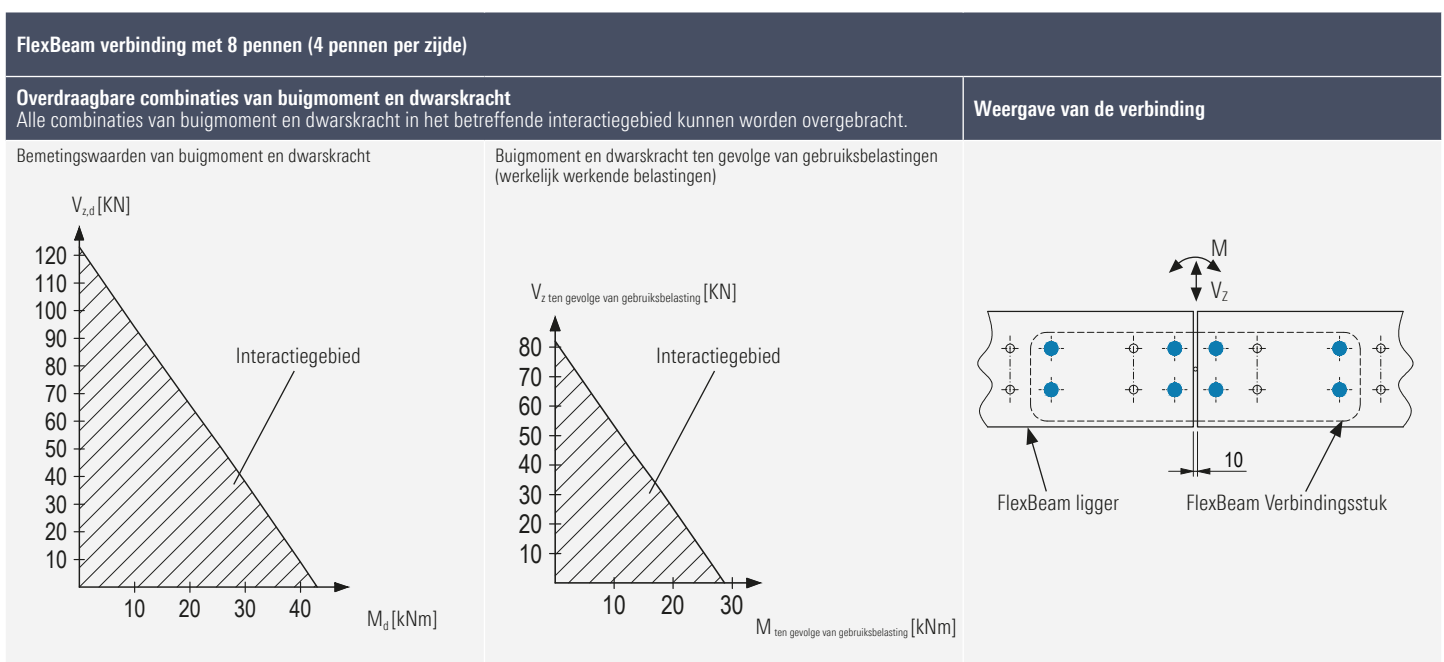 FlexBeam verbinding met 8 pennen (4 pennen per zijde)
Overdraagbare combinaties van buigmoment en dwarskracht
Alle combinaties van buigmoment en dwarskracht in het betreffende interactiegebied kunnen worden overgebracht.
Weergave van de verbinding
Bemetingswaarden van buigmoment en dwarskracht
V z,d [KN]
120
110
100
90
80
70
60
50
40
30
20
10
Interactiegebied
10 20 30 40
M d [kNm]
Buigmoment en dwarskracht ten gevolge van gebruiksbelastingen
(werkelijk werkende belastingen)
V z ten gevolge van gebruiksbelasting [KN]
80
70
60
50
40
30
20
10
Interactiegebied
10 20 30
M ten gevolge van gebruiksbelasting [kNm]
M
V Z
10
FlexBeam ligger
FlexBeam Verbindingsstuk